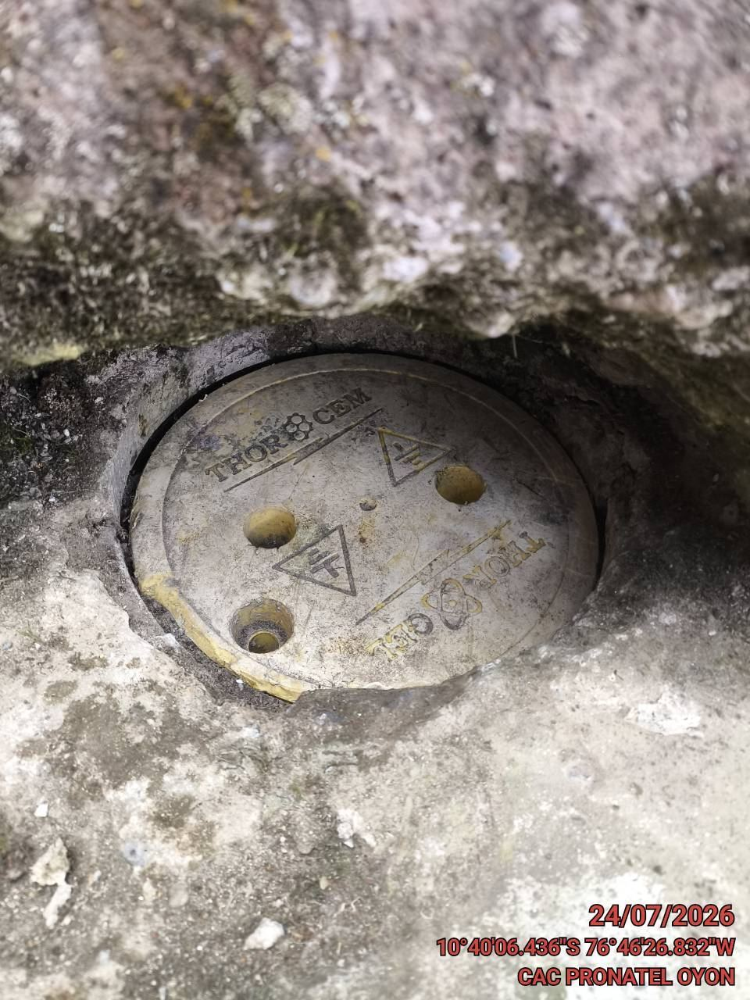 THOR CEM
THOR GEL
24/07/2026
10°40'06.436"S 76°46'26.832"W
CAC PRONATEL OYON